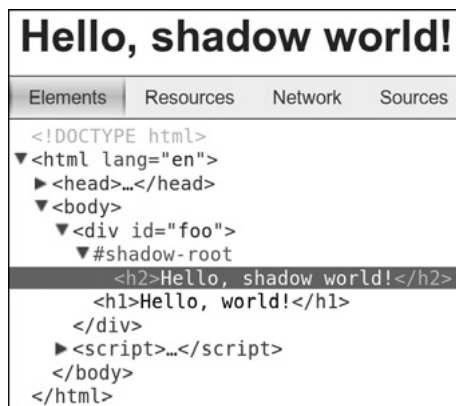 Hello, shadow world!
Elements Resources Network Sources
<!DOCTYPE html>
▼<html lang="en">
▶<head>…</head>
▼<body>
▼<div id="foo">
▼#shadow-root
<h2>Hello, shadow world!</h2>
<h1>Hello, world!</h1>
</div>
▶<script>…</script>
</body>
</html>